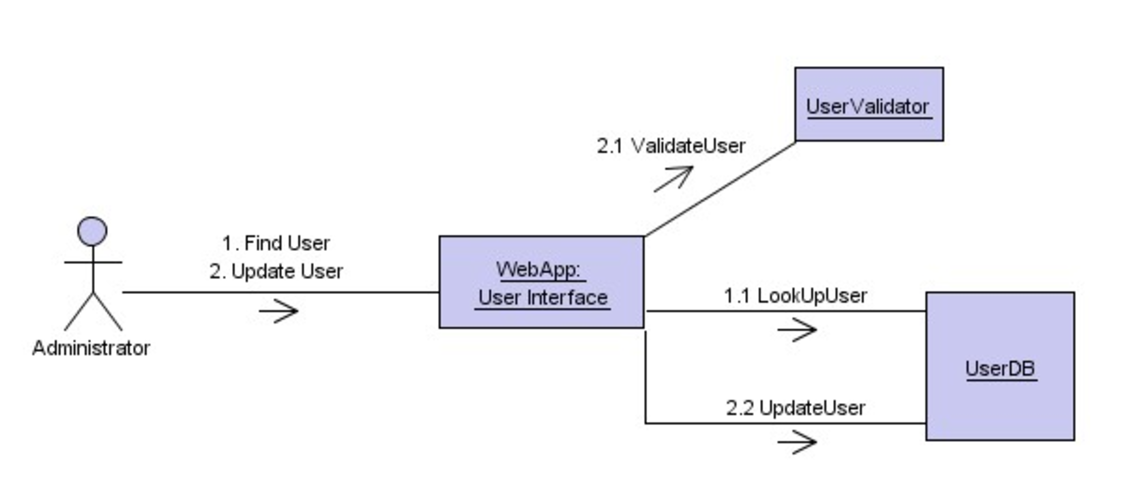 UserValidator
2.1 ValidateUser
1. Find User
2. Update User
WebApp:
User Interface
1.1 LookUpUser
Administrator
UserDB
2.2 UpdateUser